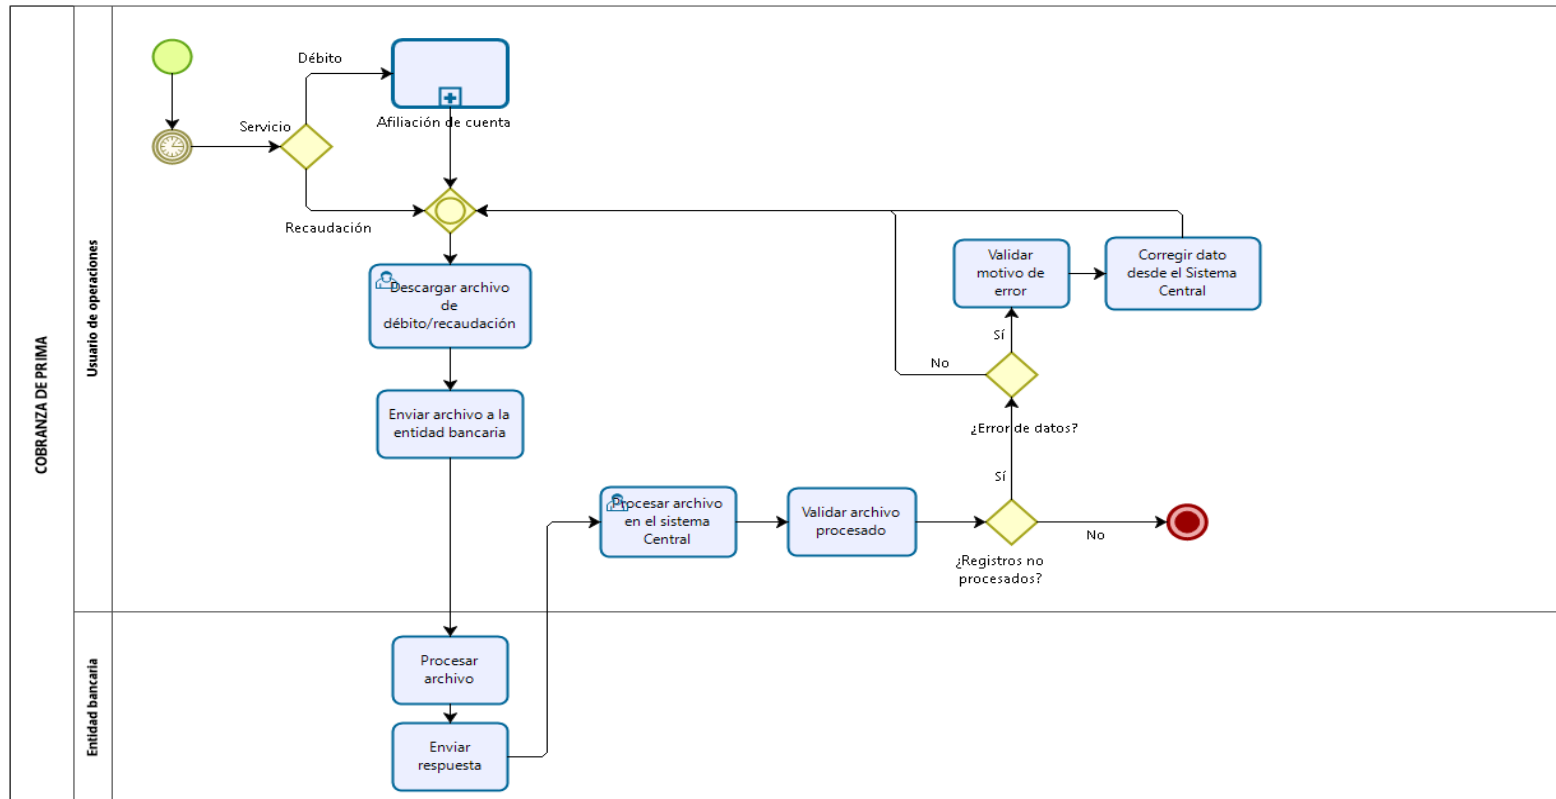 COBRANZA DE PRIMA
Usuario de operaciones
Débito
Servicio
Afiliación de cuenta
Recaudación
Descargar archivo
de
débito/recaudación
Enviar archivo a la
entidad bancaria
Validar
motivo de
error
Corregir dato
desde el Sistema
Central
Sí
No
¿Error de datos?
Sí
Procesar archivo
en el sistema
Central
Validar archivo
procesado
No
¿Registros no
procesados?
Entidad bancaria
Procesar
archivo
Enviar
respuesta